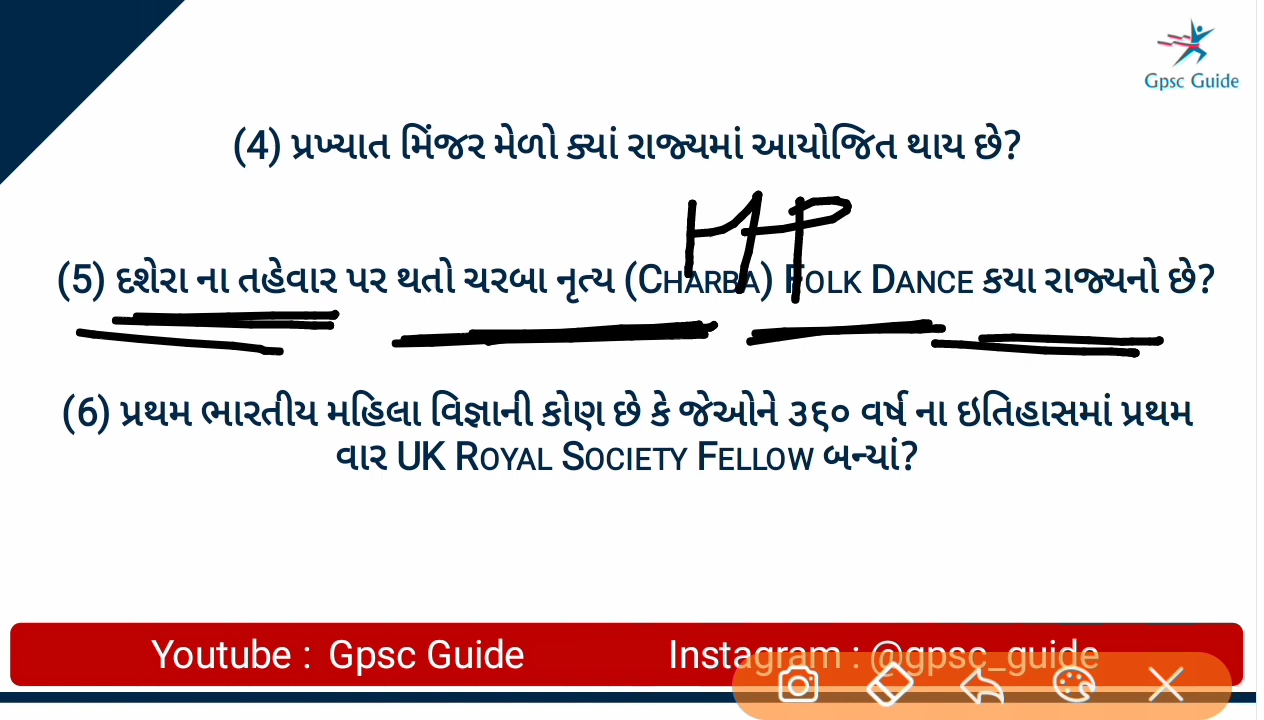 Gpsc Guide
(4) પ્રખ્યાત મિંજર મેળો ક્યાં રાજ્યમાં આયોજિત થાય છે?
HP
(5) દશેરા ના તહેવાર પર થતો ચરબા નૃત્ય (CHARBA) FOLK DANCE કયા રાજ્યનો છે?
(6) પ્રથમ ભારતીય મહિલા વિજ્ઞાની કોણ છે કે જેઓને ૩૬૦ વર્ષ ના ઇતિહાસમાં પ્રથમ
વાર UK ROYAL SOCIETY FELLOW બન્યાં?
Youtube : Gpsc Guide Instagram : @gpsc_guide